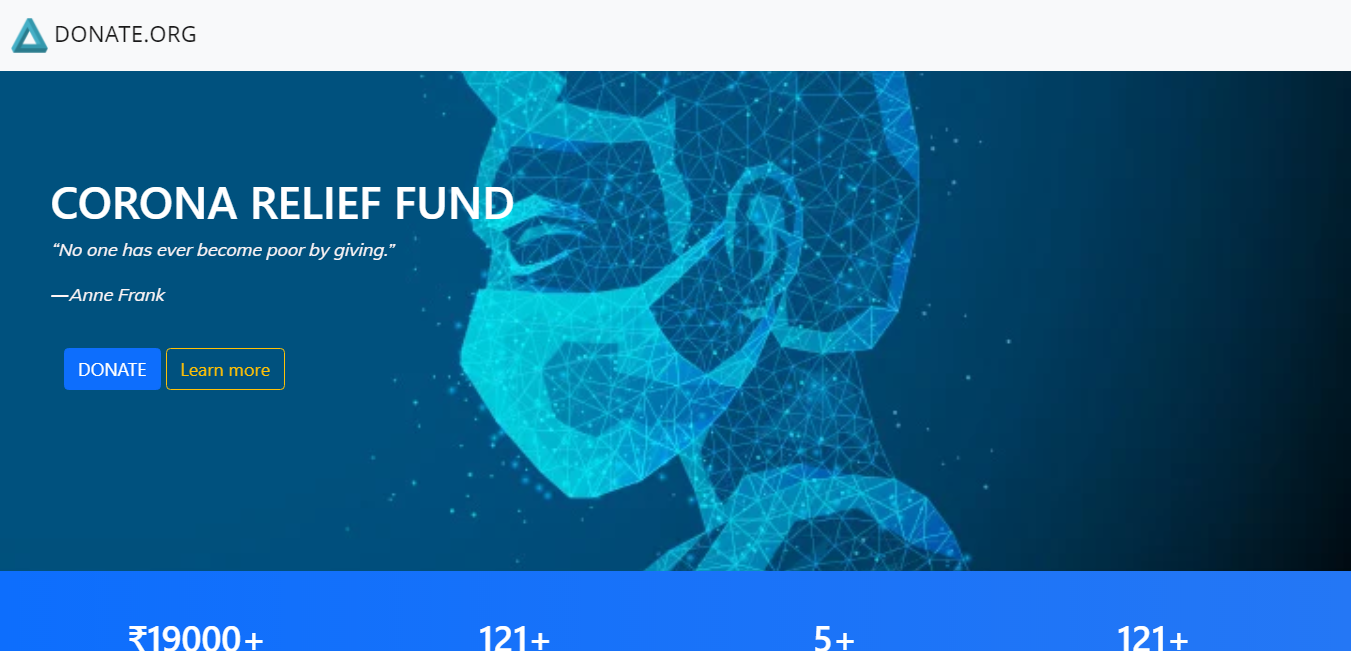 DONATE.ORG
CORONA RELIEF FUND
“No one has ever become poor by giving.”
—Anne Frank
DONATE Learn more
₹19000+ 121+ 5+ 121+